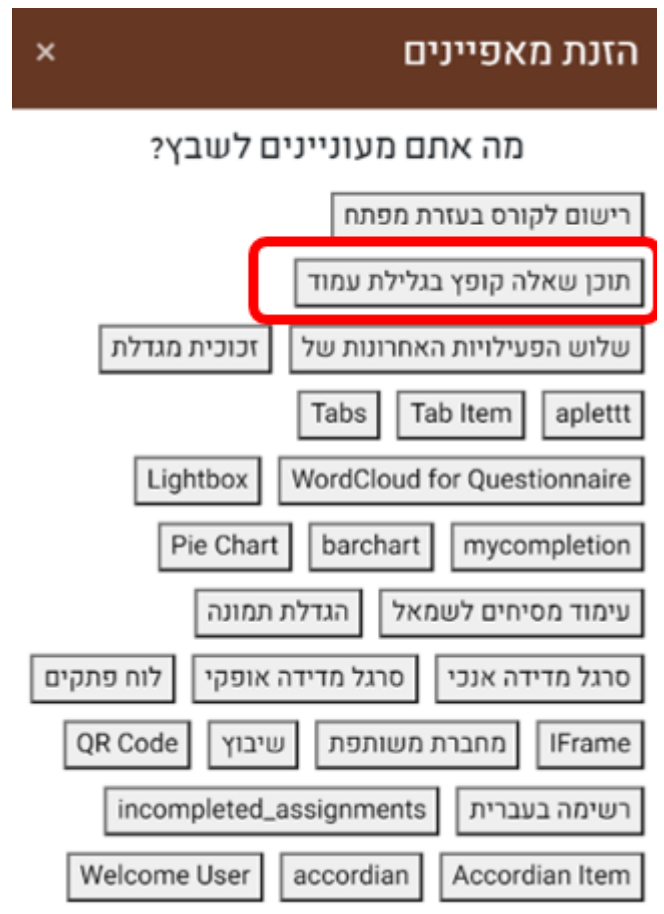 הזנת מאפיינים ×
מה אתם מעוניינים לשבץ?
רישום לקורס בעזרת מפתח
תוכן שאלה קופץ בגלילת עמוד
שלוש הפעילויות האחרונות של זכוכית מגדלת
aplettt Tab Item Tabs
WordCloud for Questionnaire Lightbox
mycompletion barchart Pie Chart
עימוד מסיחים לשמאל הגדלת תמונה
סרגל מדידה אנכי סרגל מדידה אופקי לוח פתקים
IFrame מחברת משותפת שיבוץ QR Code
רשימה בעברית incompleted_assignments
Accordian Item accordian Welcome User